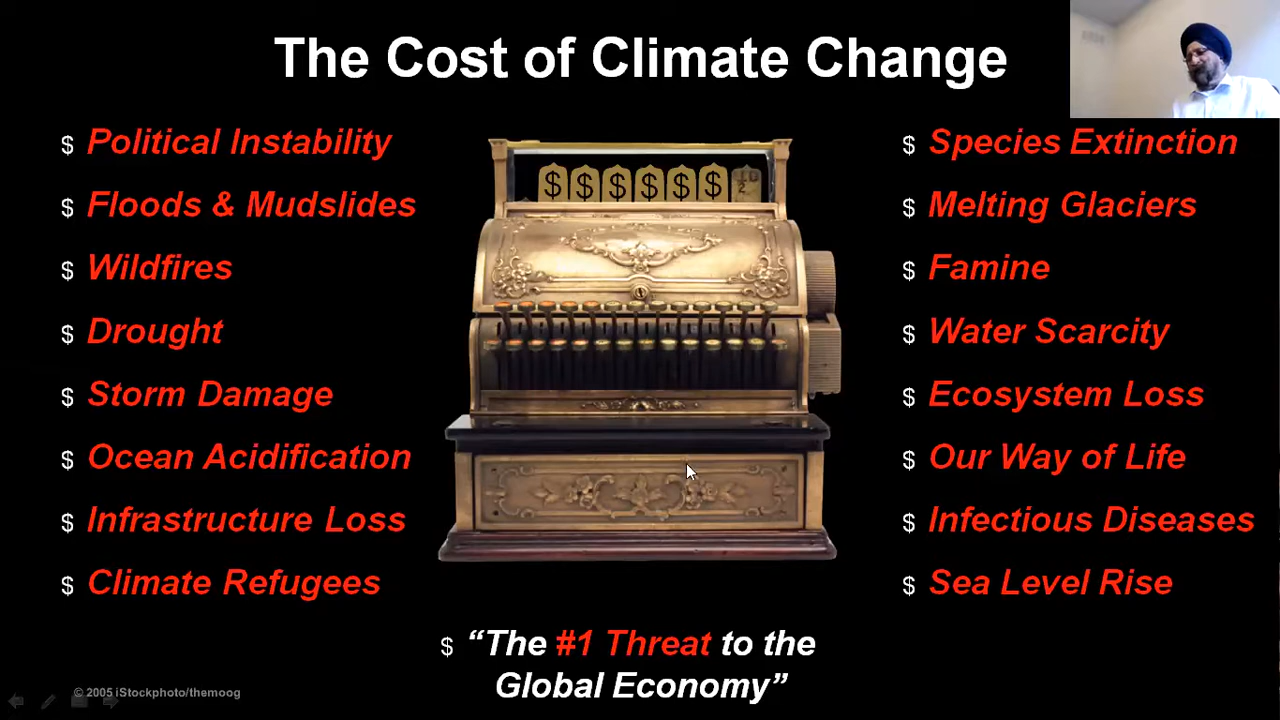 The Cost of Climate Change
$ Political Instability
$ Floods & Mudslides
$ Wildfires
$ Drought
$ Storm Damage
$ Ocean Acidification
$ Infrastructure Loss
$ Climate Refugees
$ $ $ $ $ $
$ Species Extinction
$ Melting Glaciers
$ Famine
$ Water Scarcity
$ Ecosystem Loss
$ Our Way of Life
$ Infectious Diseases
$ Sea Level Rise
$ “The #1 Threat to the
Global Economy”
© 2005 iStockphoto/themoog